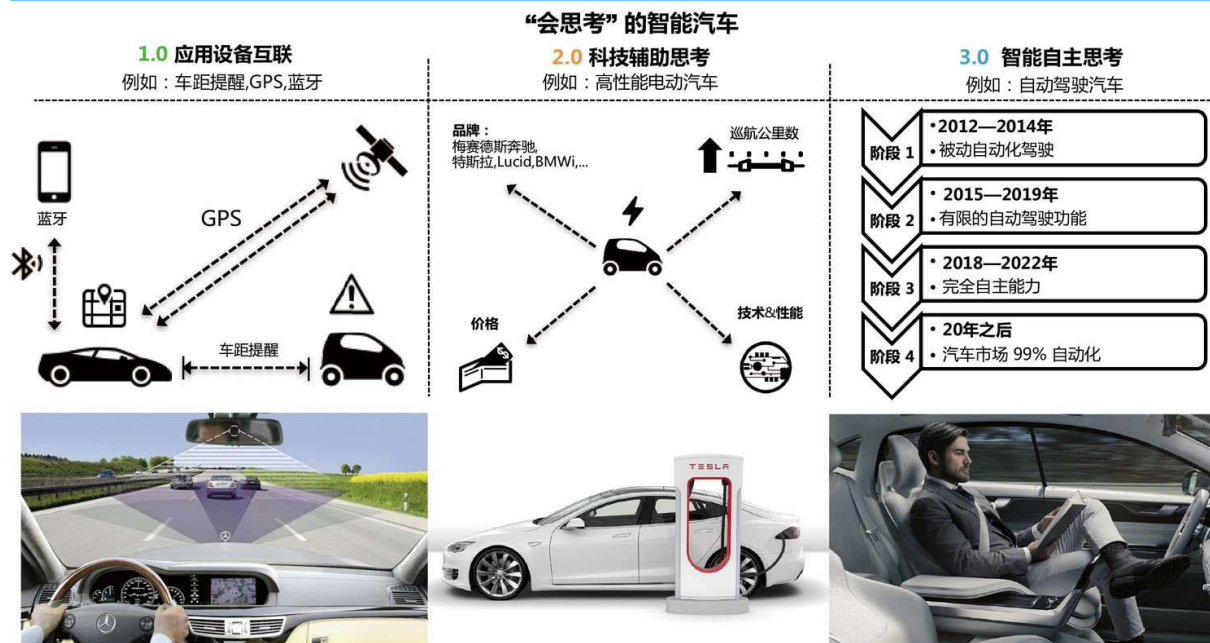 “会思考” 的智能汽车
1.0 应用设备互联
例如：车距提醒,GPS,蓝牙
蓝牙
GPS
车距提醒
2.0 科技辅助思考
例如：高性能电动汽车
品牌：
梅赛德斯奔驰,
特斯拉,Lucid,BMWi,...
巡航公里数
价格
技术&性能
TESLA
3.0 智能自主思考
例如：自动驾驶汽车
阶段 1
•2012—2014年
• 被动自动化驾驶
阶段 2
• 2015—2019年
• 有限的自动驾驶功能
阶段 3
• 2018—2022年
• 完全自主能力
阶段 4
• 20年之后
• 汽车市场 99% 自动化